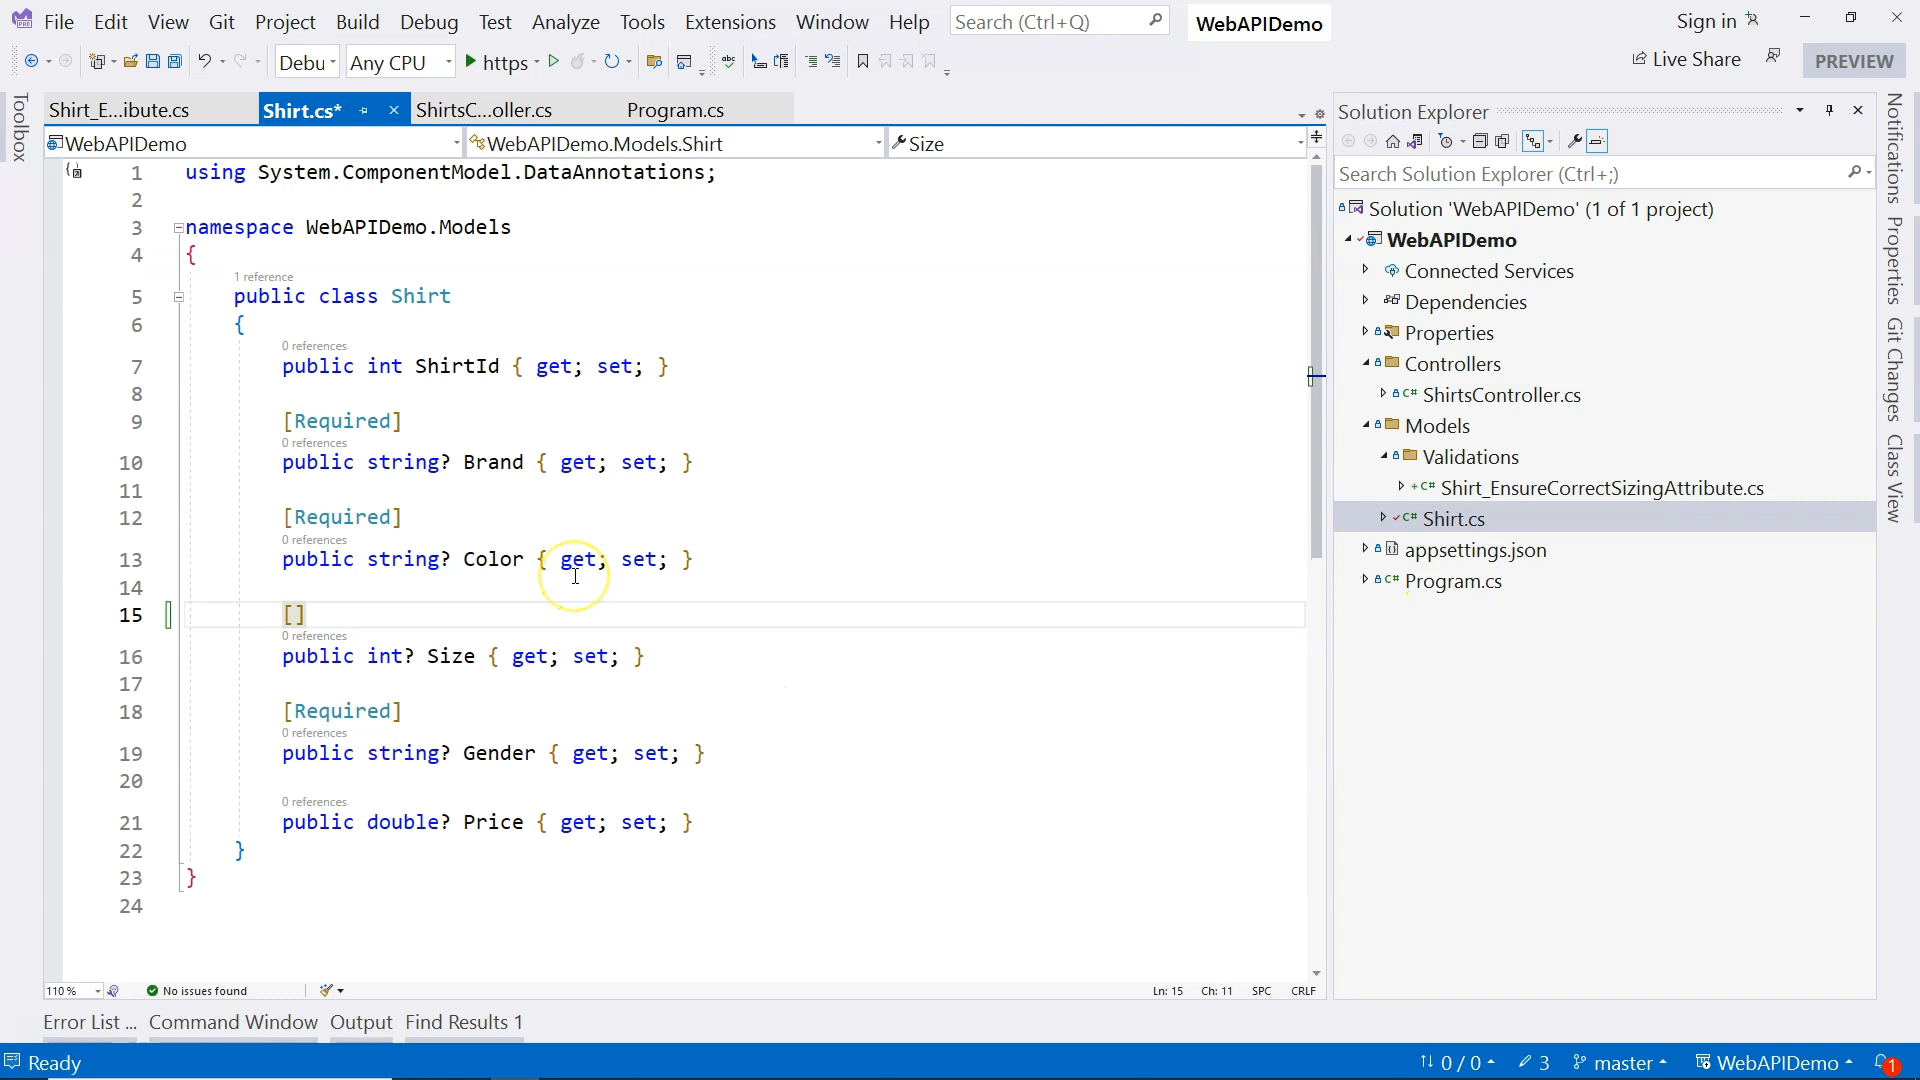 File Edit View Git Project Build Debug Test Analyze Tools Extensions Window Help Search (Ctrl+Q) WebAPIDemo Sign in
Debu Any CPU https Live Share PREVIEW
Toolbox
Shirt_E...ibute.cs Shirt.cs* ShirtsC...oller.cs Program.cs
WebAPIDemo WebAPIDemo.Models.Shirt Size
1 using System.ComponentModel.DataAnnotations;
2
3 namespace WebAPIDemo.Models
4 {
1 reference
5 public class Shirt
6 {
0 references
7 public int ShirtId { get; set; }
8
9 [Required]
0 references
10 public string? Brand { get; set; }
11
12 [Required]
0 references
13 public string? Color { get; set; }
14
15 []
0 references
16 public int? Size { get; set; }
17
18 [Required]
0 references
19 public string? Gender { get; set; }
20
0 references
21 public double? Price { get; set; }
22 }
23 }
24
110 % No issues found Ln: 15 Ch: 11 SPC CRLF
Solution Explorer
Search Solution Explorer (Ctrl+;)
Solution 'WebAPIDemo' (1 of 1 project)
WebAPIDemo
Connected Services
Dependencies
Properties
Controllers
C# ShirtsController.cs
Models
Validations
C# Shirt_EnsureCorrectSizingAttribute.cs
C# Shirt.cs
appsettings.json
C# Program.cs
Notifications
Properties
Git Changes
Class View
Error List ... Command Window Output Find Results 1
Ready 0 / 0 3 master WebAPIDemo 1